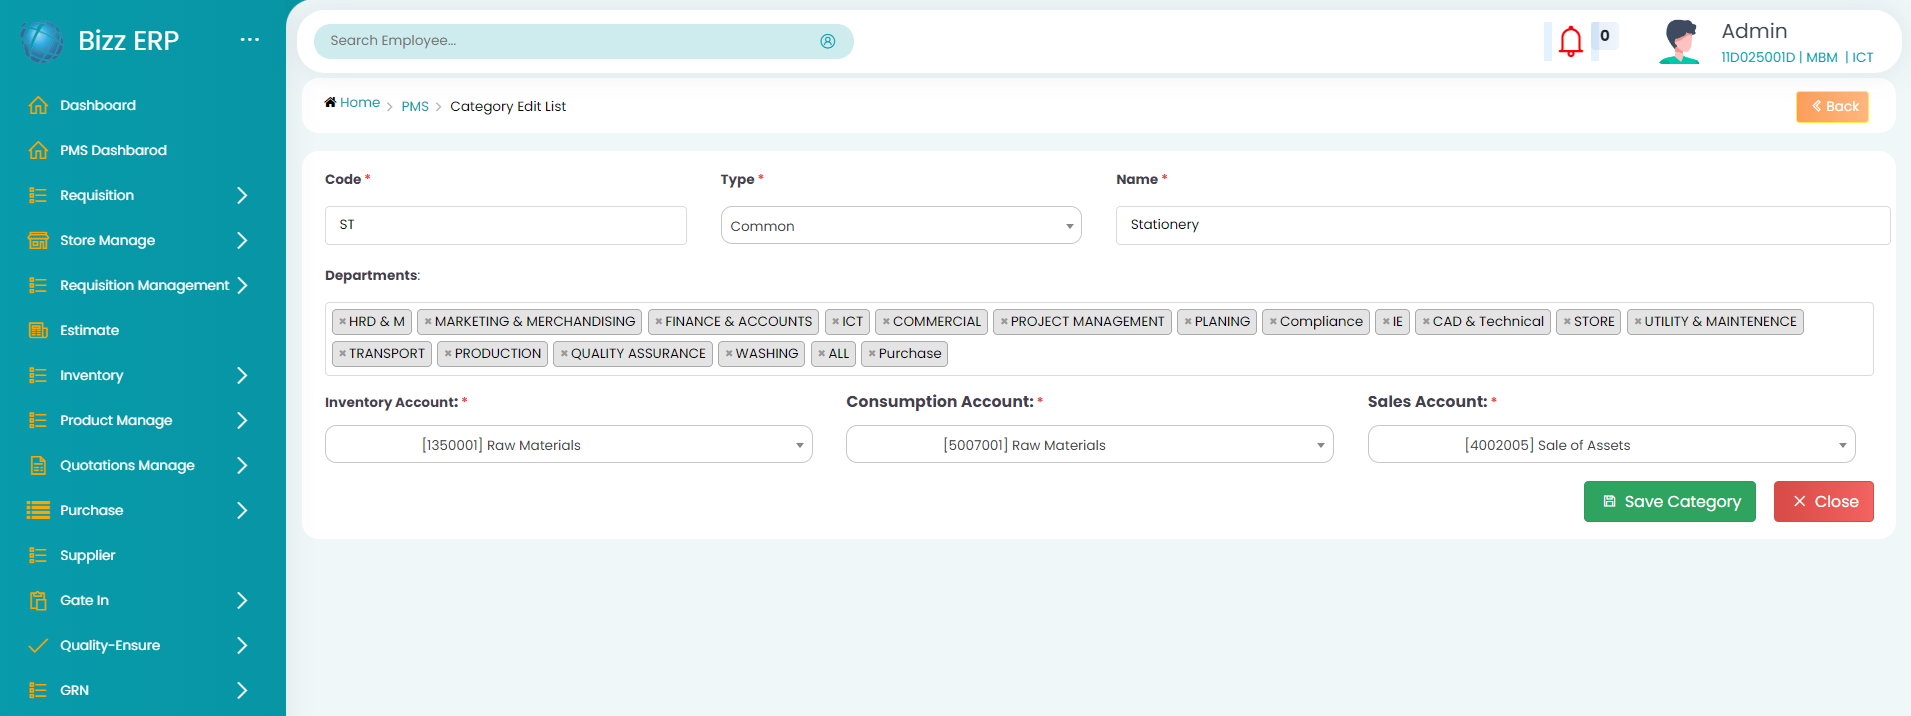 Bizz ERP ...
Dashboard
PMS Dashbarod
Requisition
Store Manage
Requisition Management
Estimate
Inventory
Product Manage
Quotations Manage
Purchase
Supplier
Gate In
Quality-Ensure
GRN
Search Employee...
0
Admin
11D025001D | MBM | ICT
Home > PMS > Category Edit List
Back
Code * Type * Name *
ST Common Stationery
Departments:
× HRD & M × MARKETING & MERCHANDISING × FINANCE & ACCOUNTS × ICT × COMMERCIAL × PROJECT MANAGEMENT × PLANING × Compliance × IE × CAD & Technical × STORE × UTILITY & MAINTENENCE
× TRANSPORT × PRODUCTION × QUALITY ASSURANCE × WASHING × ALL × Purchase
Inventory Account: * Consumption Account: * Sales Account: *
[1350001] Raw Materials [5007001] Raw Materials [4002005] Sale of Assets
Save Category × Close